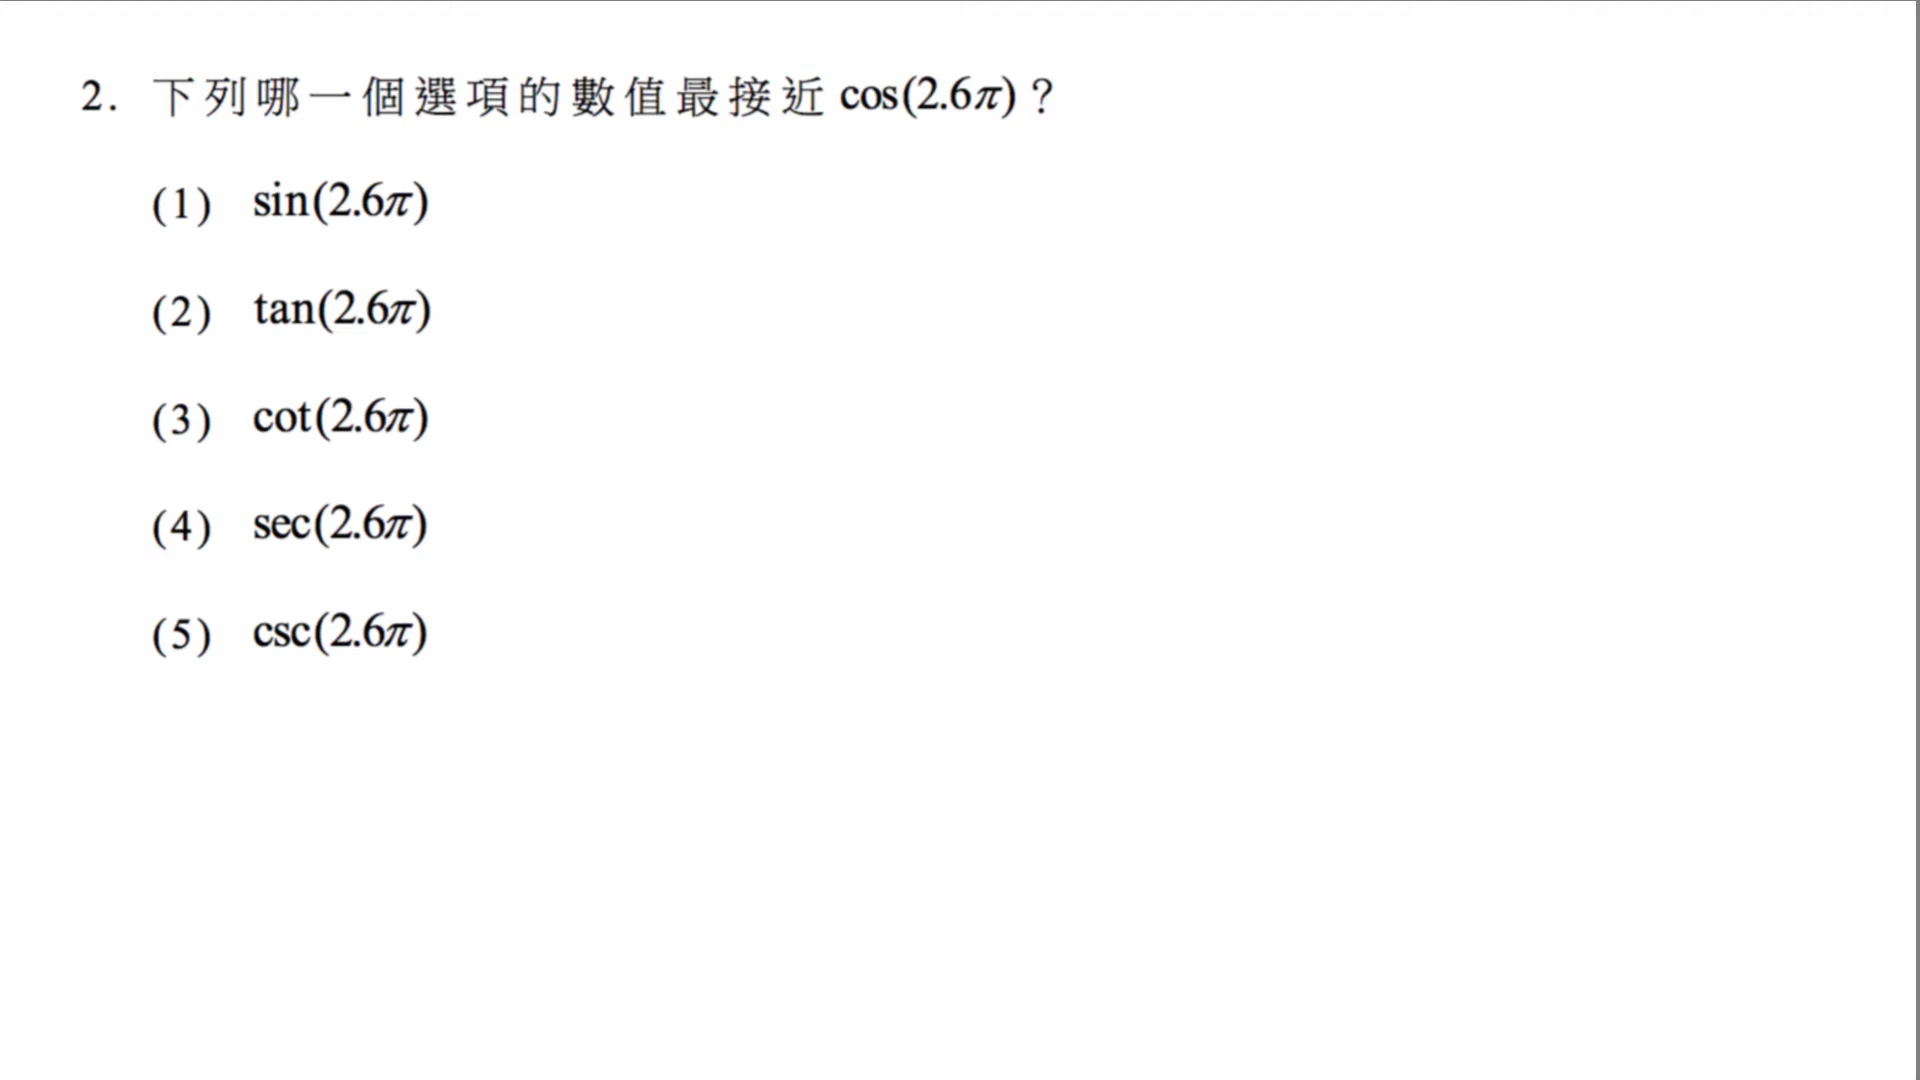 2. 下列哪一個選項的數值最接近 cos(2.6π)？
(1) sin(2.6π)
(2) tan(2.6π)
(3) cot(2.6π)
(4) sec(2.6π)
(5) csc(2.6π)